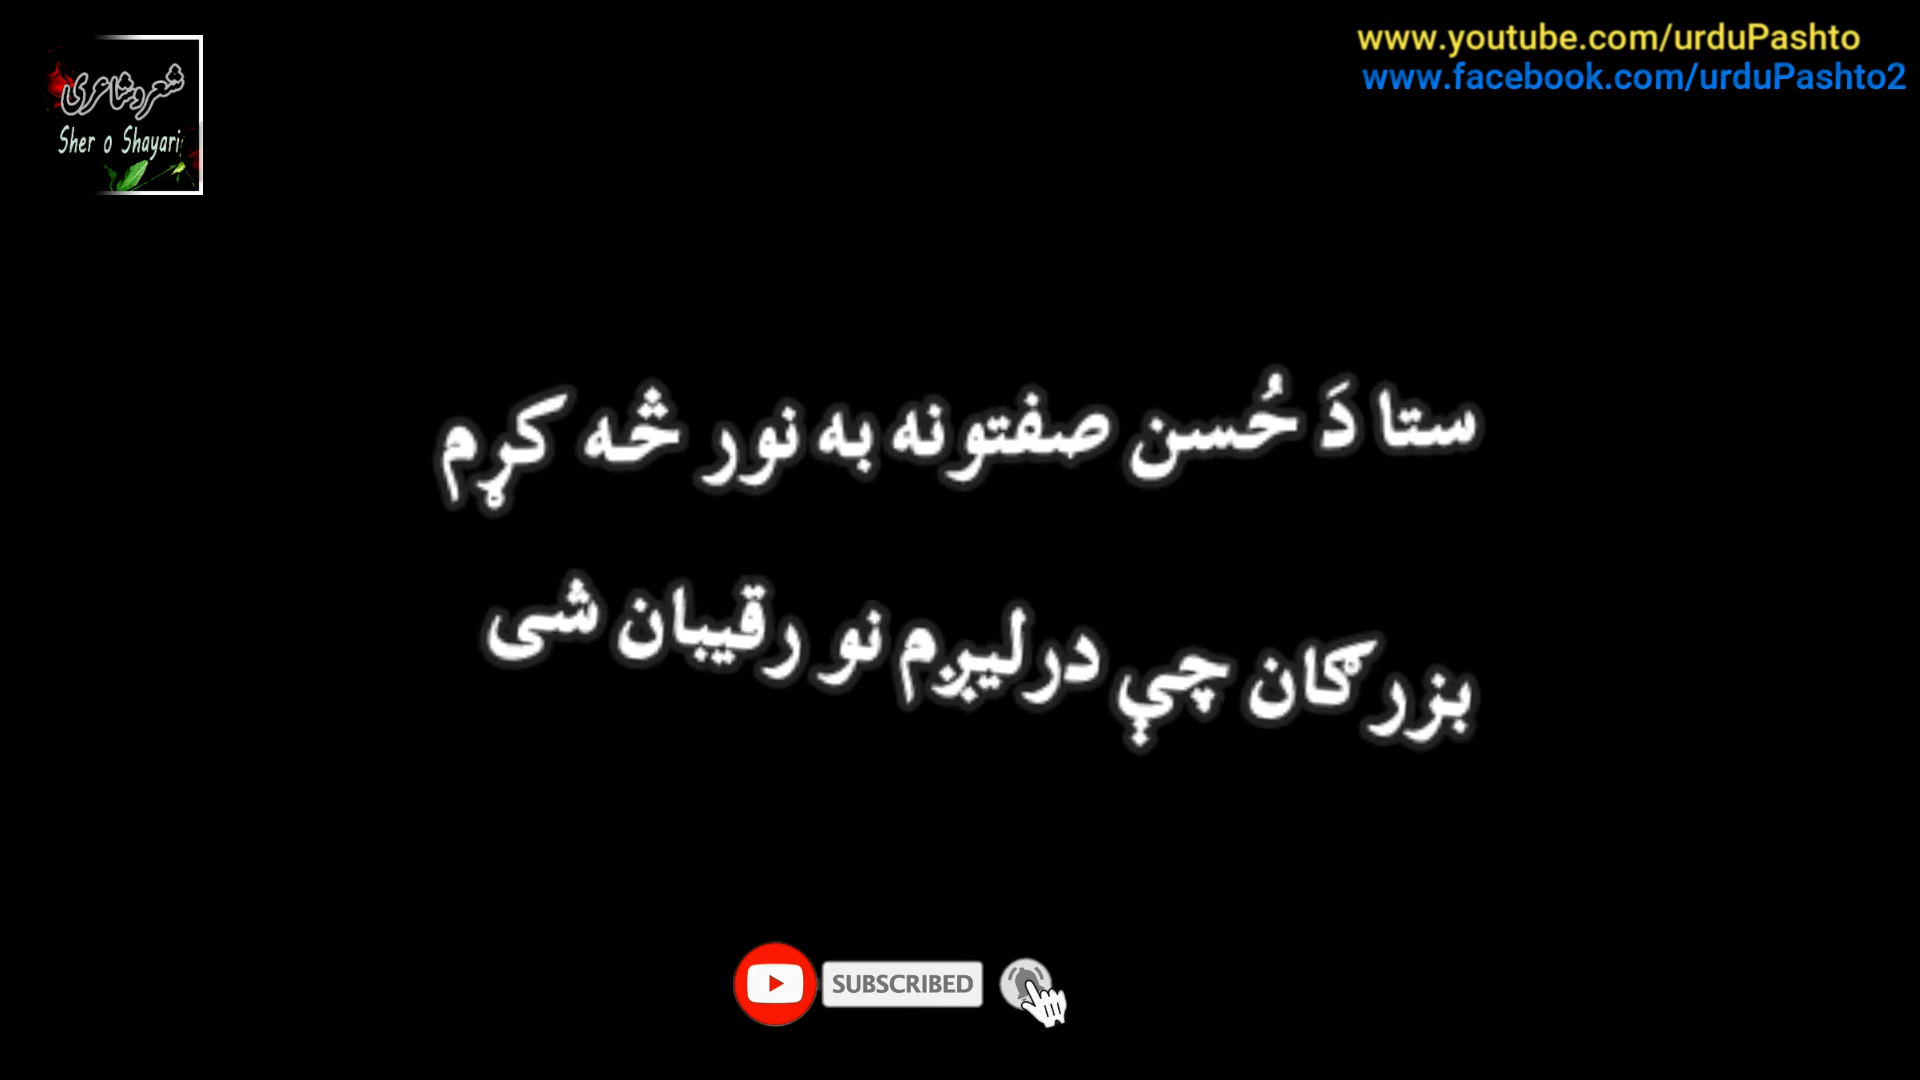 شعروشاعری
Sher o Shayari
www.youtube.com/urduPashto
www.facebook.com/urduPashto2
ستا دَ حُسن صفتونه به نور څه کړم
بزرګان چې درلیږم نو رقیبان شی
SUBSCRIBED